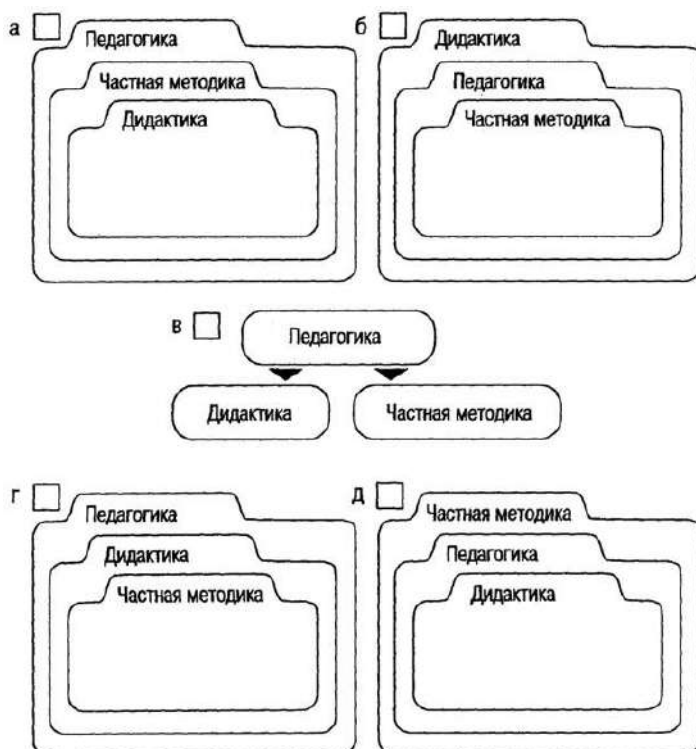 а
Педагогика
Частная методика
Дидактика
б
Дидактика
Педагогика
Частная методика
в
Педагогика
Дидактика
Частная методика
г
Педагогика
Дидактика
Частная методика
д
Частная методика
Педагогика
Дидактика